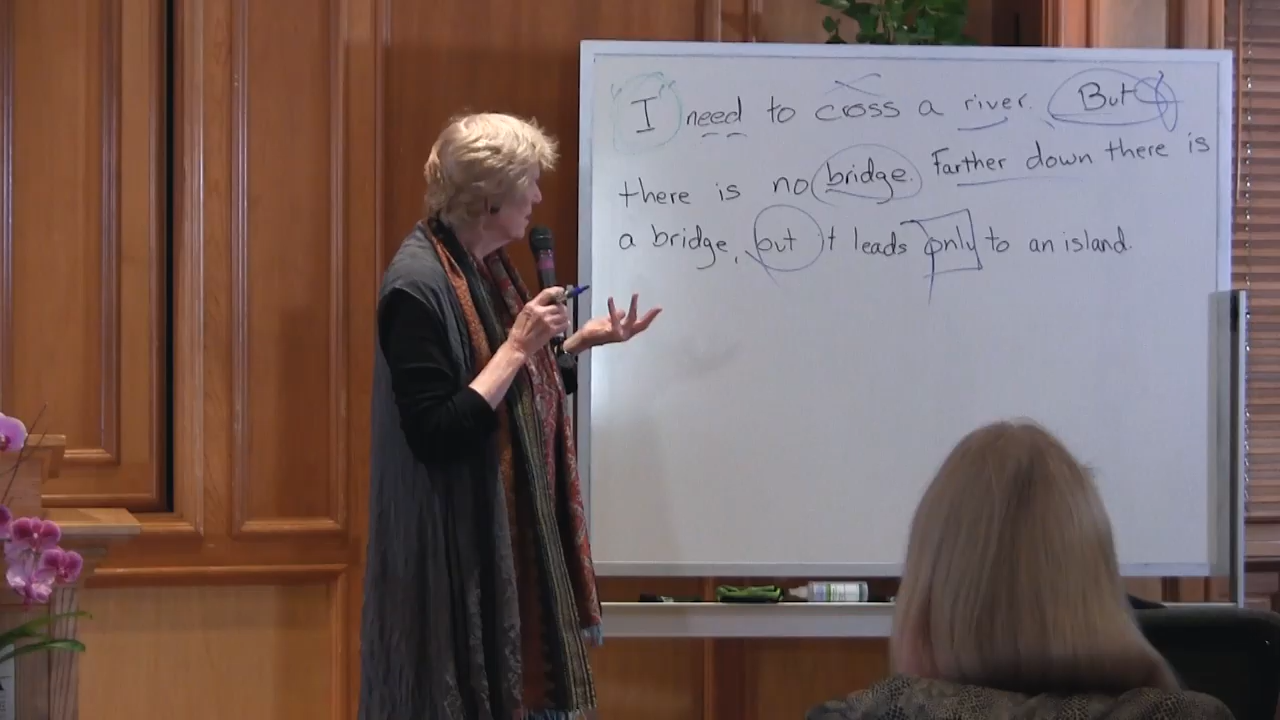 I need to cross a river. But
there is no bridge. Farther down there is
a bridge, but it leads only to an island.